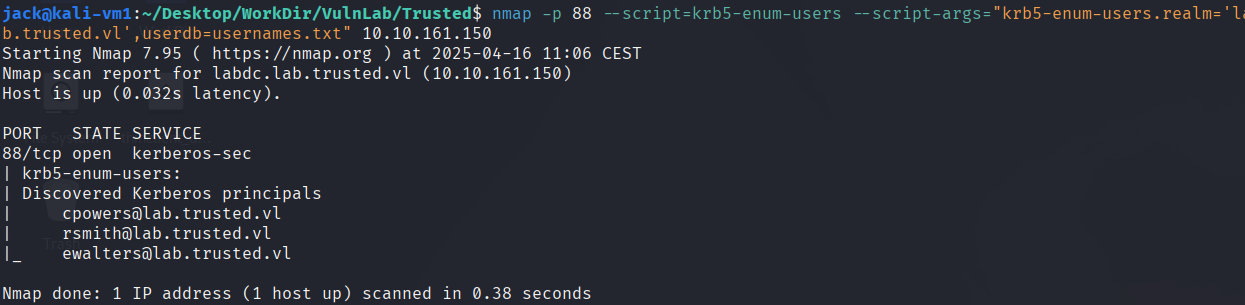 jack@kali-vm1:~/Desktop/WorkDir/VulnLab/Trusted$ nmap -p 88 --script=krb5-enum-users --script-args="krb5-enum-users.realm='la
b.trusted.vl',userdb=usernames.txt" 10.10.161.150
Starting Nmap 7.95 ( https://nmap.org ) at 2025-04-16 11:06 CEST
Nmap scan report for labdc.lab.trusted.vl (10.10.161.150)
Host is up (0.032s latency).

PORT   STATE SERVICE
88/tcp open  kerberos-sec
| krb5-enum-users:
| Discovered Kerberos principals
|     cpowers@lab.trusted.vl
|     rsmith@lab.trusted.vl
|_    ewalters@lab.trusted.vl

Nmap done: 1 IP address (1 host up) scanned in 0.38 seconds